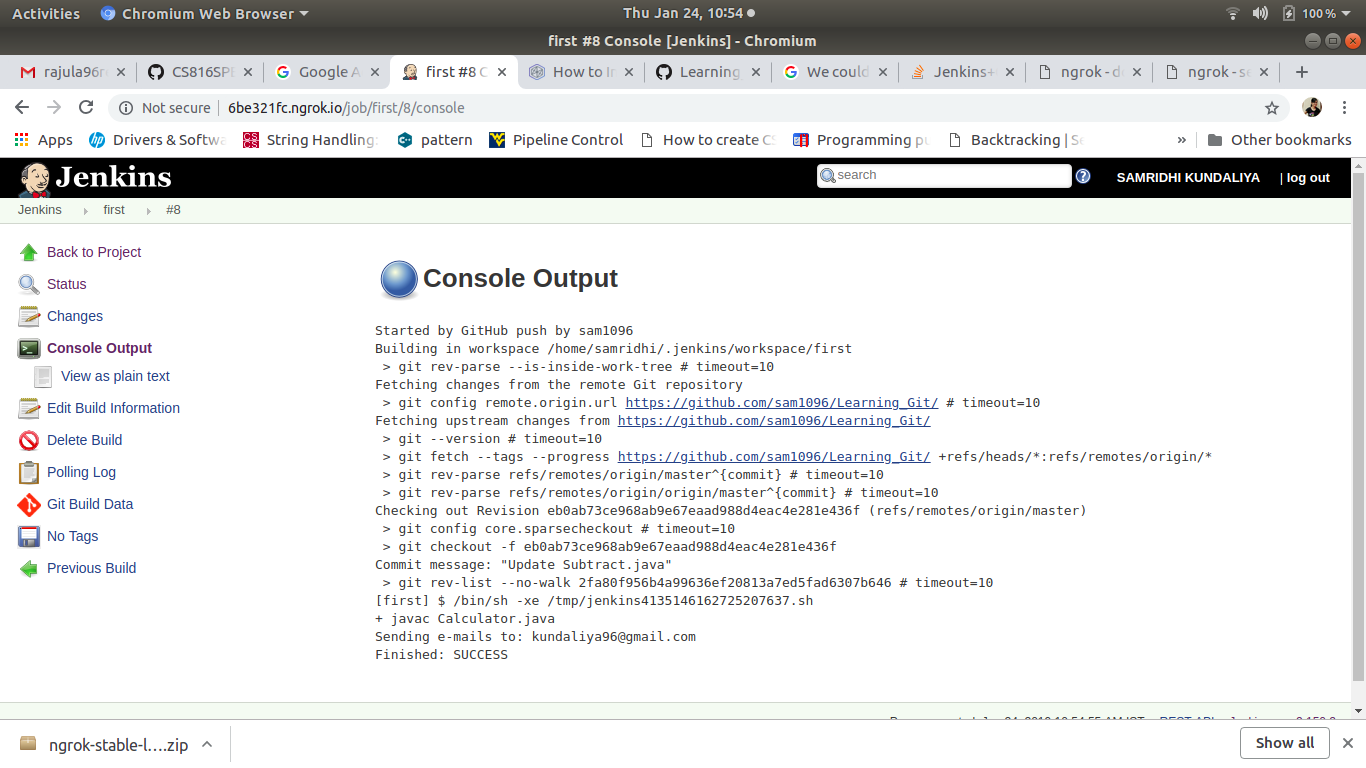 Activities Chromium Web Browser Thu Jan 24, 10:54 100 %
first #8 Console [Jenkins] - Chromium
rajula96r CS816SPE Google A first #8 C How to In Learning We could Jenkins+ ngrok - d ngrok - se
Not secure 6be321fc.ngrok.io/job/first/8/console
Apps Drivers & Softwa String Handling: pattern Pipeline Control How to create CS Programming pu Backtracking | Se » Other bookmarks
Jenkins search SAMRIDHI KUNDALIYA | log out
Jenkins first #8
Back to Project
Status
Changes
Console Output
View as plain text
Edit Build Information
Delete Build
Polling Log
Git Build Data
No Tags
Previous Build
Console Output
Started by GitHub push by sam1096
Building in workspace /home/samridhi/.jenkins/workspace/first
> git rev-parse --is-inside-work-tree # timeout=10
Fetching changes from the remote Git repository
> git config remote.origin.url https://github.com/sam1096/Learning_Git/ # timeout=10
Fetching upstream changes from https://github.com/sam1096/Learning_Git/
> git --version # timeout=10
> git fetch --tags --progress https://github.com/sam1096/Learning_Git/ +refs/heads/*:refs/remotes/origin/*
> git rev-parse refs/remotes/origin/master^{commit} # timeout=10
> git rev-parse refs/remotes/origin/origin/master^{commit} # timeout=10
Checking out Revision eb0ab73ce968ab9e67eaad988d4eac4e281e436f (refs/remotes/origin/master)
> git config core.sparsecheckout # timeout=10
> git checkout -f eb0ab73ce968ab9e67eaad988d4eac4e281e436f
Commit message: "Update Subtract.java"
> git rev-list --no-walk 2fa80f956b4a99636ef20813a7ed5fad6307b646 # timeout=10
[first] $ /bin/sh -xe /tmp/jenkins4135146162725207637.sh
+ javac Calculator.java
Sending e-mails to: kundaliya96@gmail.com
Finished: SUCCESS
ngrok-stable-l….zip Show all